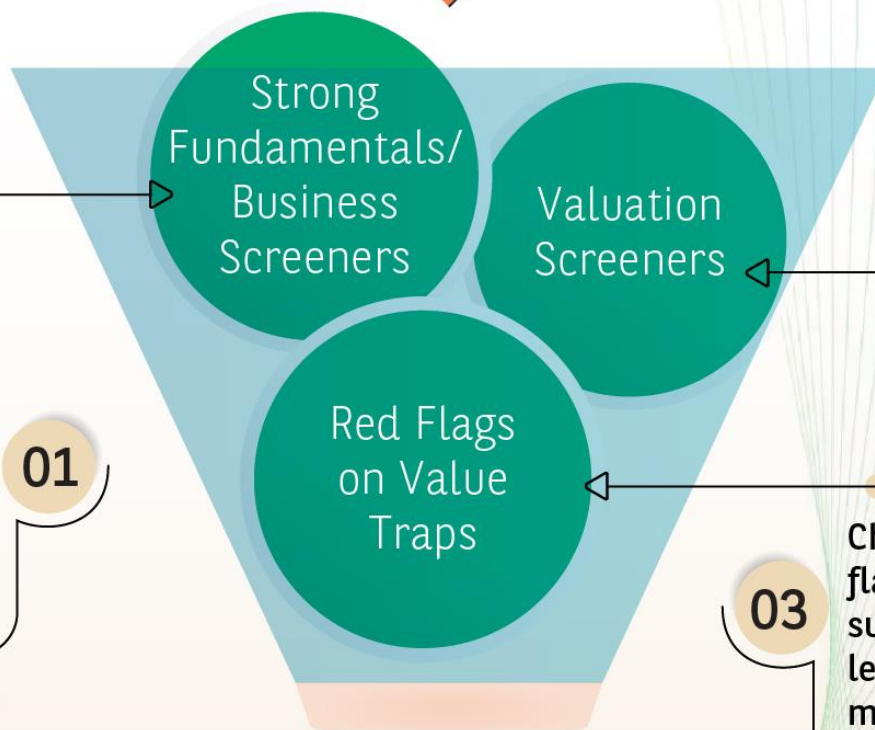 Strong
Fundamentals/
Business
Screeners
Valuation
Screeners
Red Flags
on Value
Traps
01
03